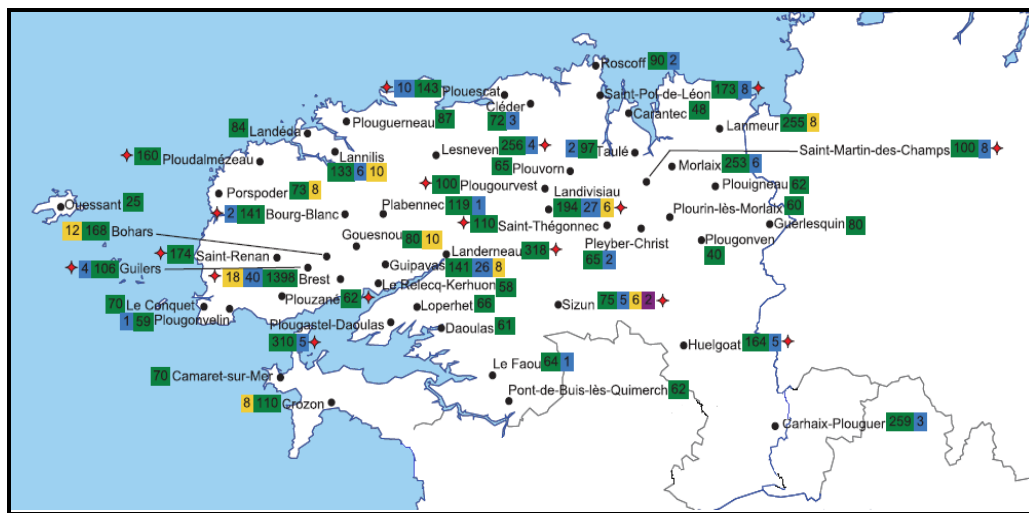 Roscoff 90 2
10 143 Plouescat
Saint-Pol-de-Léon 173 8
Cléder
72 3
Carantec 48
Plouguerneau 87
84 Landéda
Lanmeur 255 8
Lesneven 256 4
2 97 Taulé
Saint-Martin-des-Champs 100 8
160 Ploudalmézeau
Lannilis
133 6 10
65 Plouvorn
Morlaix 253 6
100 Plougourvest
Landivisiau
194 27 6
Plouigneau 62
Porspoder 73 8
Plabennec 119 1
Plourin-lès-Morlaix 60
Ouessant 25
2 141 Bourg-Blanc
110 Saint-Thégonnec
Guerlesquin 80
12 168 Bohars
Gouesnou 80 10
Pleyber-Christ
65 2
Plougonven
40
174 Saint-Renan
Landerneau 318
4 106 Guilers
Guipavas 141 26 8
18 40 1398 Brest
Le Relecq-Kerhuon 58
Plouzané 62
70 Le Conquet
Loperhet 66
Sizun 75 5 6 2
1 59 Plougonvelin
Plougastel-Daoulas
310 5
Daoulas 61
Huelgoat 164 5
Le Faou 64 1
70 Camaret-sur-Mer
Pont-de-Buis-lès-Quimerch 62
8 110 Crozon
Carhaix-Plouguer 259 3